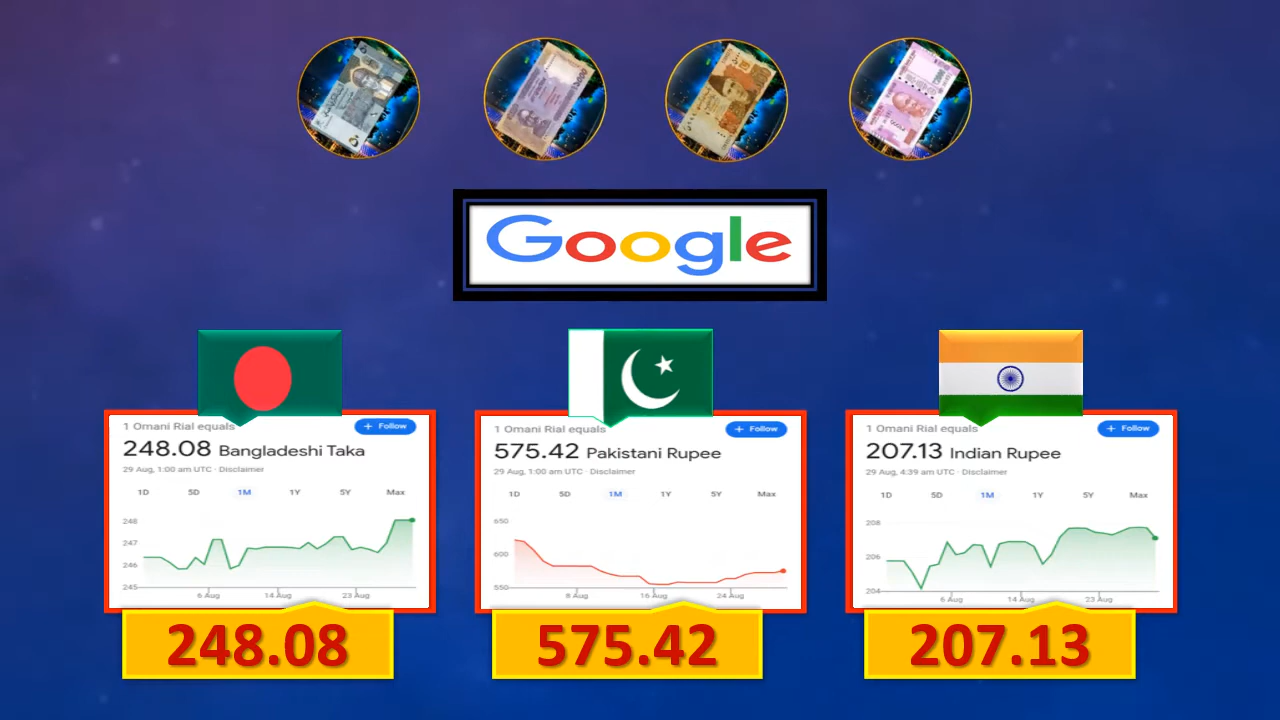 Google
1 Omani Rial equals
+ Follow
248.08 Bangladeshi Taka
29 Aug, 1:00 am UTC · Disclaimer
1D 5D 1M 1Y 5Y Max
248
247
246
245
6 Aug 14 Aug 23 Aug
248.08
1 Omani Rial equals
+ Follow
575.42 Pakistani Rupee
29 Aug, 1:00 am UTC · Disclaimer
1D 5D 1M 1Y 5Y Max
650
600
550
8 Aug 16 Aug 24 Aug
575.42
1 Omani Rial equals
+ Follow
207.13 Indian Rupee
29 Aug, 4:39 am UTC · Disclaimer
1D 5D 1M 1Y 5Y Max
208
206
204
6 Aug 14 Aug 23 Aug
207.13